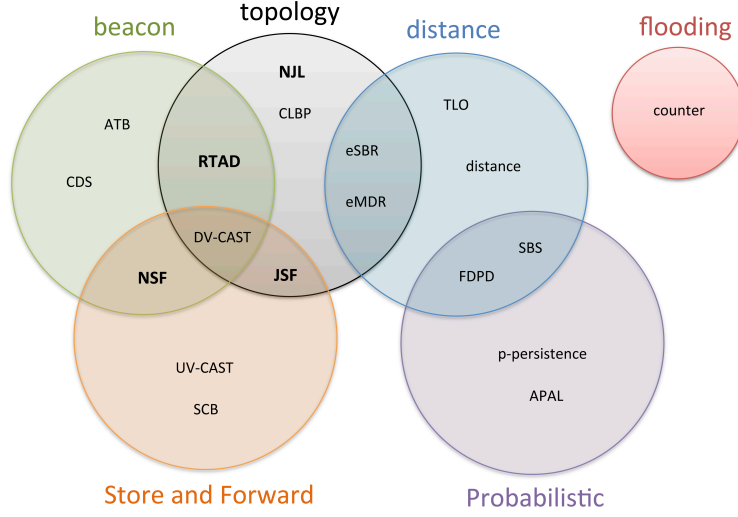 topology
beacon
distance
flooding
NJL
TLO
CLBP
counter
ATB
eSBR
RTAD
distance
CDS
eMDR
DV-CAST
SBS
NSF
JSF
FDPD
p-persistence
UV-CAST
APAL
SCB
Store and Forward
Probabilistic